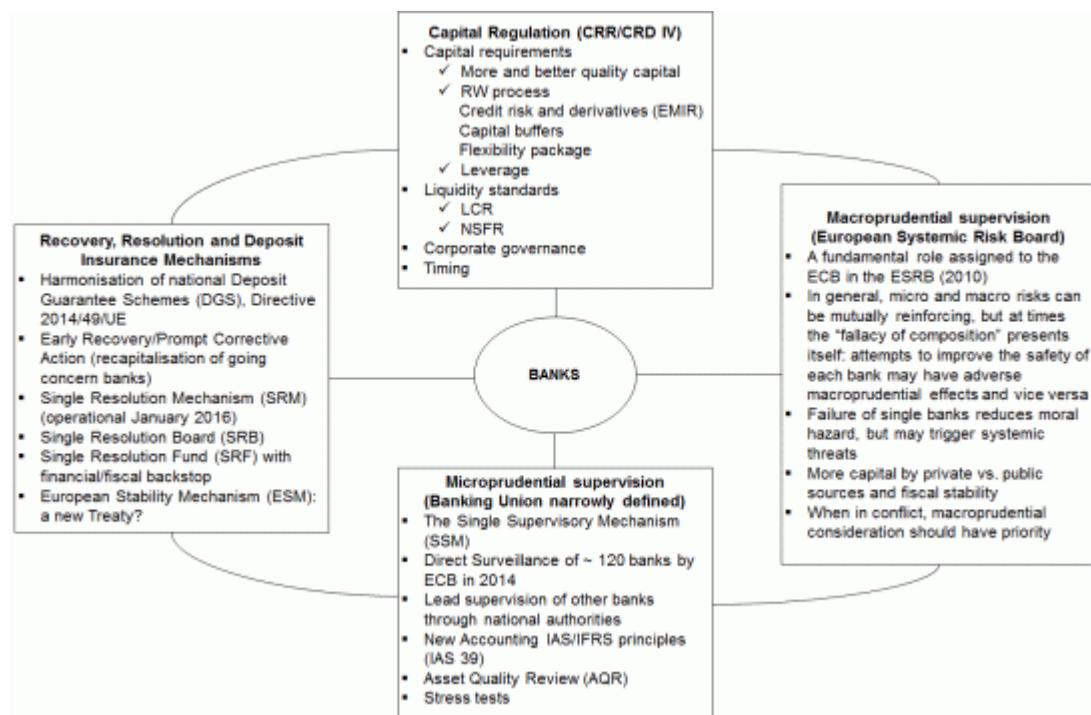 Capital Regulation (CRR/CRD IV)
▪ Capital requirements
✓ More and better quality capital
✓ RW process
Credit risk and derivatives (EMIR)
Capital buffers
Flexibility package
✓ Leverage
▪ Liquidity standards
✓ LCR
✓ NSFR
▪ Corporate governance
▪ Timing
Recovery, Resolution and Deposit
Insurance Mechanisms
▪ Harmonisation of national Deposit
Guarantee Schemes (DGS), Directive
2014/49/UE
▪ Early Recovery/Prompt Corrective
Action (recapitalisation of going
concern banks)
▪ Single Resolution Mechanism (SRM)
(operational January 2016)
▪ Single Resolution Board (SRB)
▪ Single Resolution Fund (SRF) with
financial/fiscal backstop
▪ European Stability Mechanism (ESM):
a new Treaty?
BANKS
Macroprudential supervision
(European Systemic Risk Board)
▪ A fundamental role assigned to the
ECB in the ESRB (2010)
▪ In general, micro and macro risks can
be mutually reinforcing, but at times
the “fallacy of composition” presents
itself: attempts to improve the safety of
each bank may have adverse
macroprudential effects and vice versa
▪ Failure of single banks reduces moral
hazard, but may trigger systemic
threats
▪ More capital by private vs. public
sources and fiscal stability
▪ When in conflict, macroprudential
consideration should have priority
Microprudential supervision
(Banking Union narrowly defined)
▪ The Single Supervisory Mechanism
(SSM)
▪ Direct Surveillance of ~ 120 banks by
ECB in 2014
▪ Lead supervision of other banks
through national authorities
▪ New Accounting IAS/IFRS principles
(IAS 39)
▪ Asset Quality Review (AQR)
▪ Stress tests